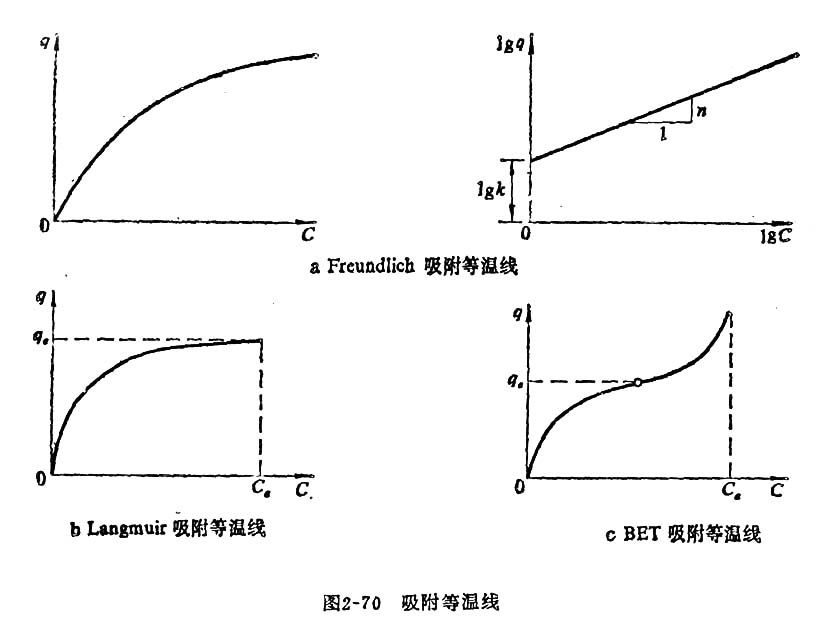 q
lgq
n
l
lgk
0
C
0
lgC
a Freundlich 吸附等温线
q
qₑ
0
Cₑ
C
q
qₑ
0
Cₑ
C
b Langmuir 吸附等温线
c BET 吸附等温线
图2-70 吸附等温线